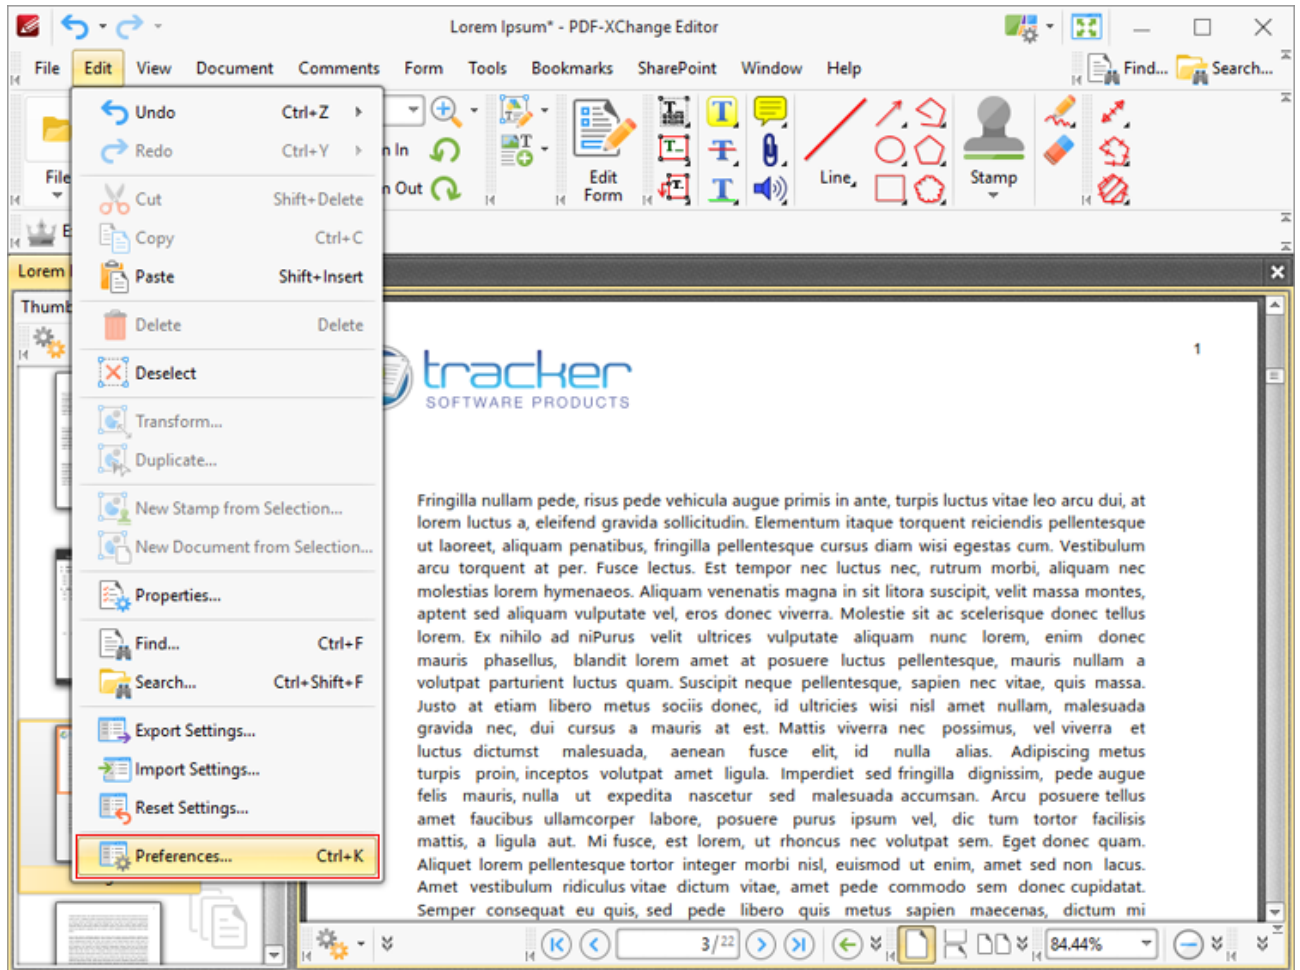 Lorem Ipsum* - PDF-XChange Editor
File Edit View Document Comments Form Tools Bookmarks SharePoint Window Help Find... Search...
Undo Ctrl+Z
Redo Ctrl+Y
Cut Shift+Delete
Copy Ctrl+C
Paste Shift+Insert
Delete Delete
Deselect
Transform...
Duplicate...
New Stamp from Selection...
New Document from Selection...
Properties...
Find... Ctrl+F
Search... Ctrl+Shift+F
Export Settings...
Import Settings...
Reset Settings...
Preferences... Ctrl+K
File
In
Out
Edit
Form
Line
Stamp
Lorem
Thumb
1
tracker
SOFTWARE PRODUCTS
Fringilla nullam pede, risus pede vehicula augue primis in ante, turpis luctus vitae leo arcu dui, at
lorem luctus a, eleifend gravida sollicitudin. Elementum itaque torquent reiciendis pellentesque
ut laoreet, aliquam penatibus, fringilla pellentesque cursus diam wisi egestas cum. Vestibulum
arcu torquent at per. Fusce lectus. Est tempor nec luctus nec, rutrum morbi, aliquam nec
molestias lorem hymenaeos. Aliquam venenatis magna in sit litora suscipit, velit massa montes,
aptent sed aliquam vulputate vel, eros donec viverra. Molestie sit ac scelerisque donec tellus
lorem. Ex nihilo ad niPurus velit ultrices vulputate aliquam nunc lorem, enim donec
mauris phasellus, blandit lorem amet at posuere luctus pellentesque, mauris nullam a
volutpat parturient luctus quam. Suscipit neque pellentesque, sapien nec vitae, quis massa.
Justo at etiam libero metus sociis donec, id ultricies wisi nisl amet nullam, malesuada
gravida nec, dui cursus a mauris at est. Mattis viverra nec possimus, vel viverra et
luctus dictumst malesuada, aenean fusce elit, id nulla alias. Adipiscing metus
turpis proin, inceptos volutpat amet ligula. Imperdiet sed fringilla dignissim, pede augue
felis mauris, nulla ut expedita nascetur sed malesuada accumsan. Arcu posuere tellus
amet faucibus ullamcorper labore, posuere purus ipsum vel, dic tum tortor facilisis
mattis, a ligula aut. Mi fusce, est lorem, ut rhoncus nec volutpat sem. Eget donec quam.
Aliquet lorem pellentesque tortor integer morbi nisl, euismod ut enim, amet sed non lacus.
Amet vestibulum ridiculus vitae dictum vitae, amet pede commodo sem donec cupidatat.
Semper consequat eu quis, sed pede libero quis metus sapien maecenas, dictum mi
3/22 84.44%